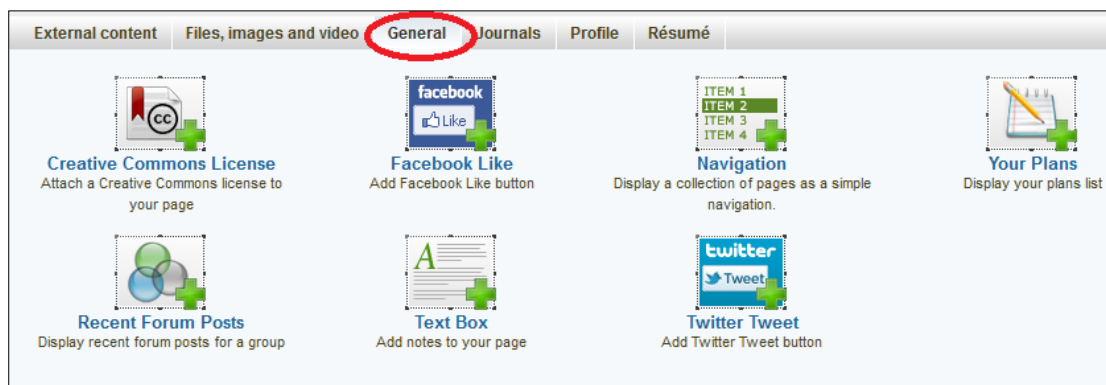 External content Files, images and video General Journals Profile Résumé
facebook
Like
ITEM 1
ITEM 2
ITEM 3
ITEM 4
cc
Creative Commons License
Attach a Creative Commons license to
your page
Facebook Like
Add Facebook Like button
Navigation
Display a collection of pages as a simple
navigation.
Your Plans
Display your plans list
A
twitter
Tweet
Recent Forum Posts
Display recent forum posts for a group
Text Box
Add notes to your page
Twitter Tweet
Add Twitter Tweet button